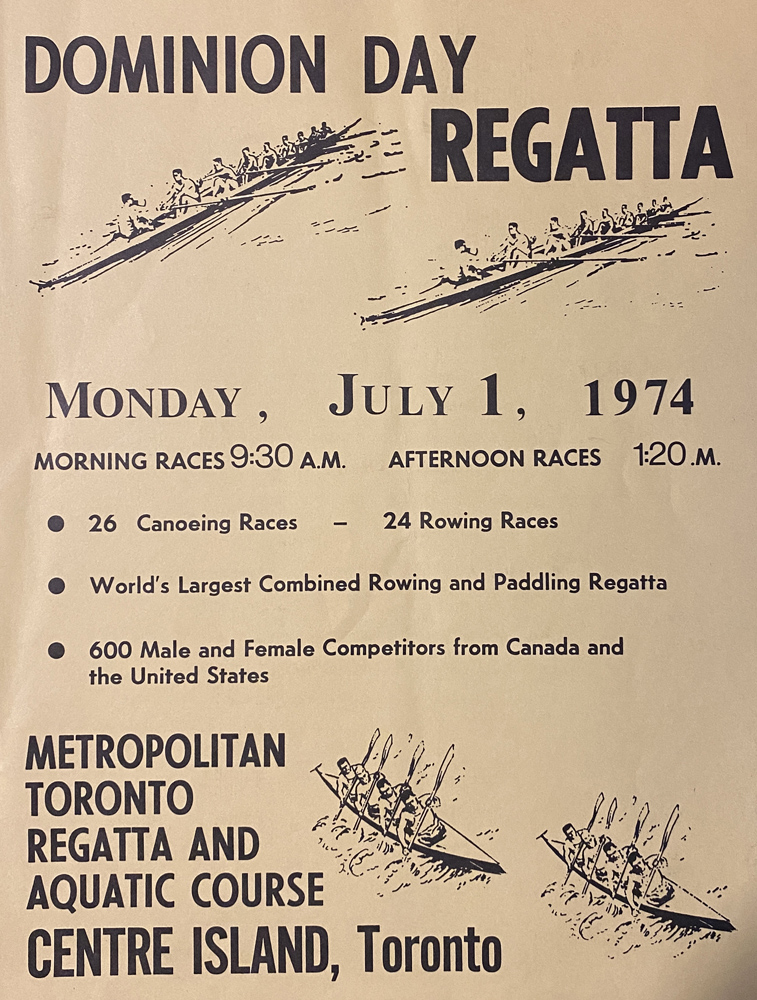 DOMINION DAY
REGATTA
MONDAY, JULY 1, 1974
MORNING RACES 9:30 A.M. AFTERNOON RACES 1:20 .M.
● 26 Canoeing Races – 24 Rowing Races
● World's Largest Combined Rowing and Paddling Regatta
● 600 Male and Female Competitors from Canada and
the United States
METROPOLITAN
TORONTO
REGATTA AND
AQUATIC COURSE
CENTRE ISLAND, Toronto